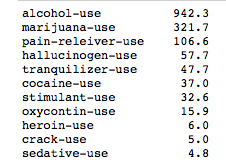 alcohol-use 942.3
marijuana-use 321.7
pain-releiver-use 106.6
hallucinogen-use 57.7
tranquilizer-use 47.7
cocaine-use 37.0
stimulant-use 32.6
oxycontin-use 15.9
heroin-use 6.0
crack-use 5.0
sedative-use 4.8